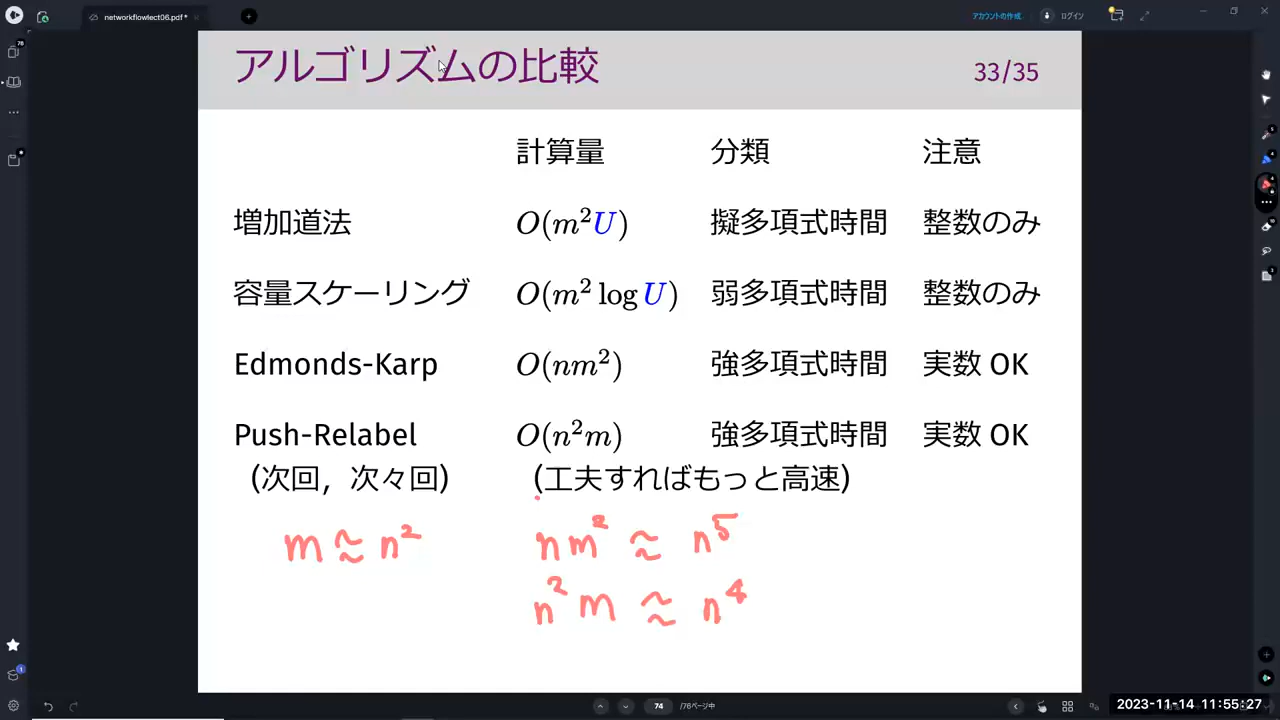 networkflowlect06.pdf *
アカウントの作成
ログイン
アルゴリズムの比較
33/35
計算量 分類 注意
増加道法 O(m²U) 擬多項式時間 整数のみ
容量スケーリング O(m² log U) 弱多項式時間 整数のみ
Edmonds-Karp O(nm²) 強多項式時間 実数 OK
Push-Relabel O(n²m) 強多項式時間 実数 OK
(次回，次々回) (工夫すればもっと高速)
m ≈ n² nm² ≈ n⁵
n² m ≈ n⁴
74 /76ページ中
2023-11-14 11:55:27